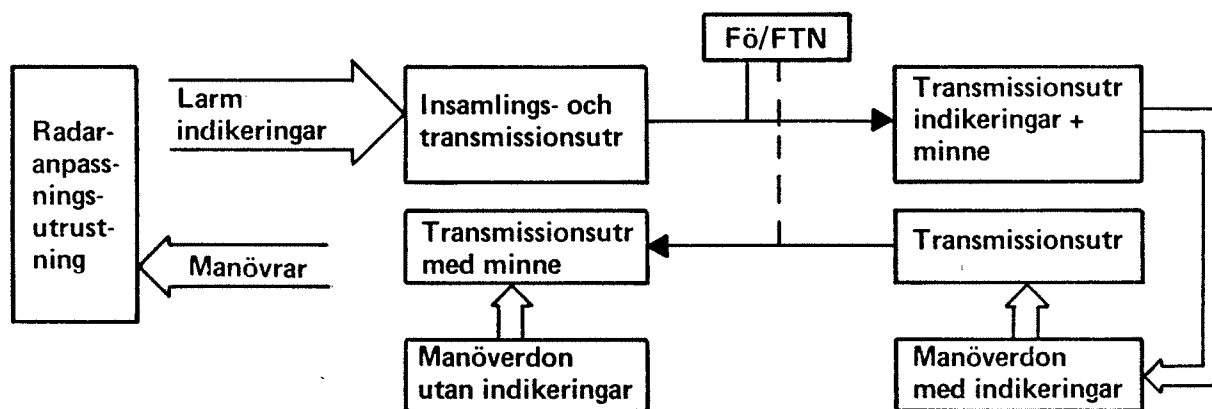 Fö/FTN
Radar-
anpass-
nings-
utrust-
ning
Larm
indikeringar
Insamlings- och
transmissionsutr
Transmissionsutr
indikeringar +
minne
Manövrar
Transmissionsutr
med minne
Transmissionsutr
Manöverdon
utan indikeringar
Manöverdon
med indikeringar